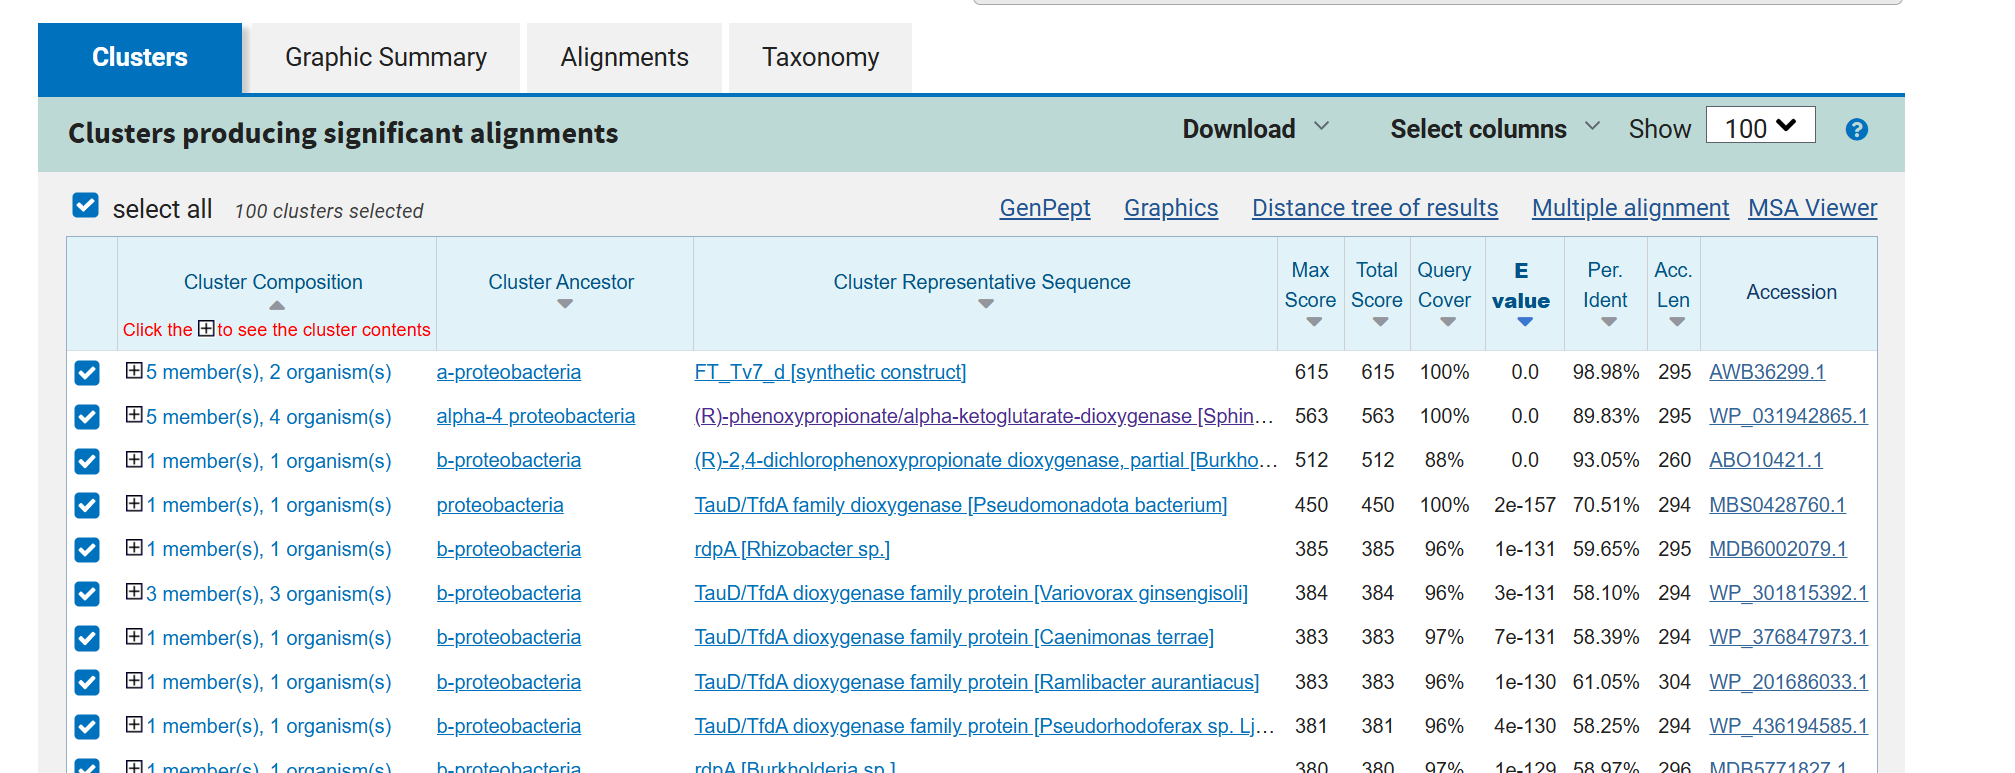 Clusters Graphic Summary Alignments Taxonomy
Clusters producing significant alignments Download Select columns Show 100 ?
select all 100 clusters selected GenPept Graphics Distance tree of results Multiple alignment MSA Viewer
Cluster Composition Cluster Ancestor Cluster Representative Sequence Max Score Total Score Query Cover E value Per. Ident Acc. Len Accession
Click the to see the cluster contents
5 member(s), 2 organism(s) a-proteobacteria FT_Tv7_d [synthetic construct] 615 615 100% 0.0 98.98% 295 AWB36299.1
5 member(s), 4 organism(s) alpha-4 proteobacteria (R)-phenoxypropionate/alpha-ketoglutarate-dioxygenase [Sphin... 563 563 100% 0.0 89.83% 295 WP_031942865.1
1 member(s), 1 organism(s) b-proteobacteria (R)-2,4-dichlorophenoxypropionate dioxygenase, partial [Burkho... 512 512 88% 0.0 93.05% 260 ABO10421.1
1 member(s), 1 organism(s) proteobacteria TauD/TfdA family dioxygenase [Pseudomonadota bacterium] 450 450 100% 2e-157 70.51% 294 MBS0428760.1
1 member(s), 1 organism(s) b-proteobacteria rdpA [Rhizobacter sp.] 385 385 96% 1e-131 59.65% 295 MDB6002079.1
3 member(s), 3 organism(s) b-proteobacteria TauD/TfdA dioxygenase family protein [Variovorax ginsengisoli] 384 384 96% 3e-131 58.10% 294 WP_301815392.1
1 member(s), 1 organism(s) b-proteobacteria TauD/TfdA dioxygenase family protein [Caenimonas terrae] 383 383 97% 7e-131 58.39% 294 WP_376847973.1
1 member(s), 1 organism(s) b-proteobacteria TauD/TfdA dioxygenase family protein [Ramlibacter aurantiacus] 383 383 96% 1e-130 61.05% 304 WP_201686033.1
1 member(s), 1 organism(s) b-proteobacteria TauD/TfdA dioxygenase family protein [Pseudorhodoferax sp. Lj... 381 381 96% 4e-130 58.25% 294 WP_436194585.1
1 member(s), 1 organism(s) b-proteobacteria rdpA [Burkholderia sp.] 380 380 97% 1e-129 58.97% 296 MDB5771827.1